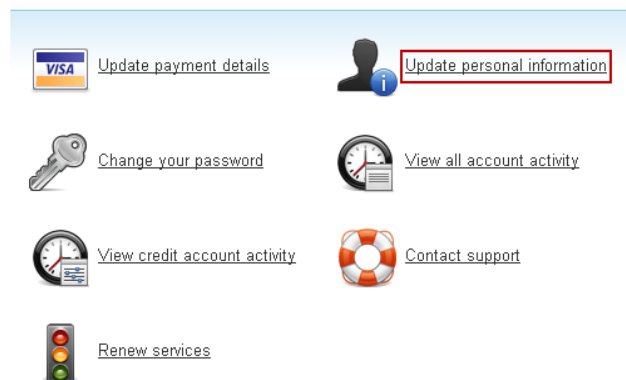 VISA
Update payment details
Update personal information
Change your password
View all account activity
View credit account activity
Contact support
Renew services